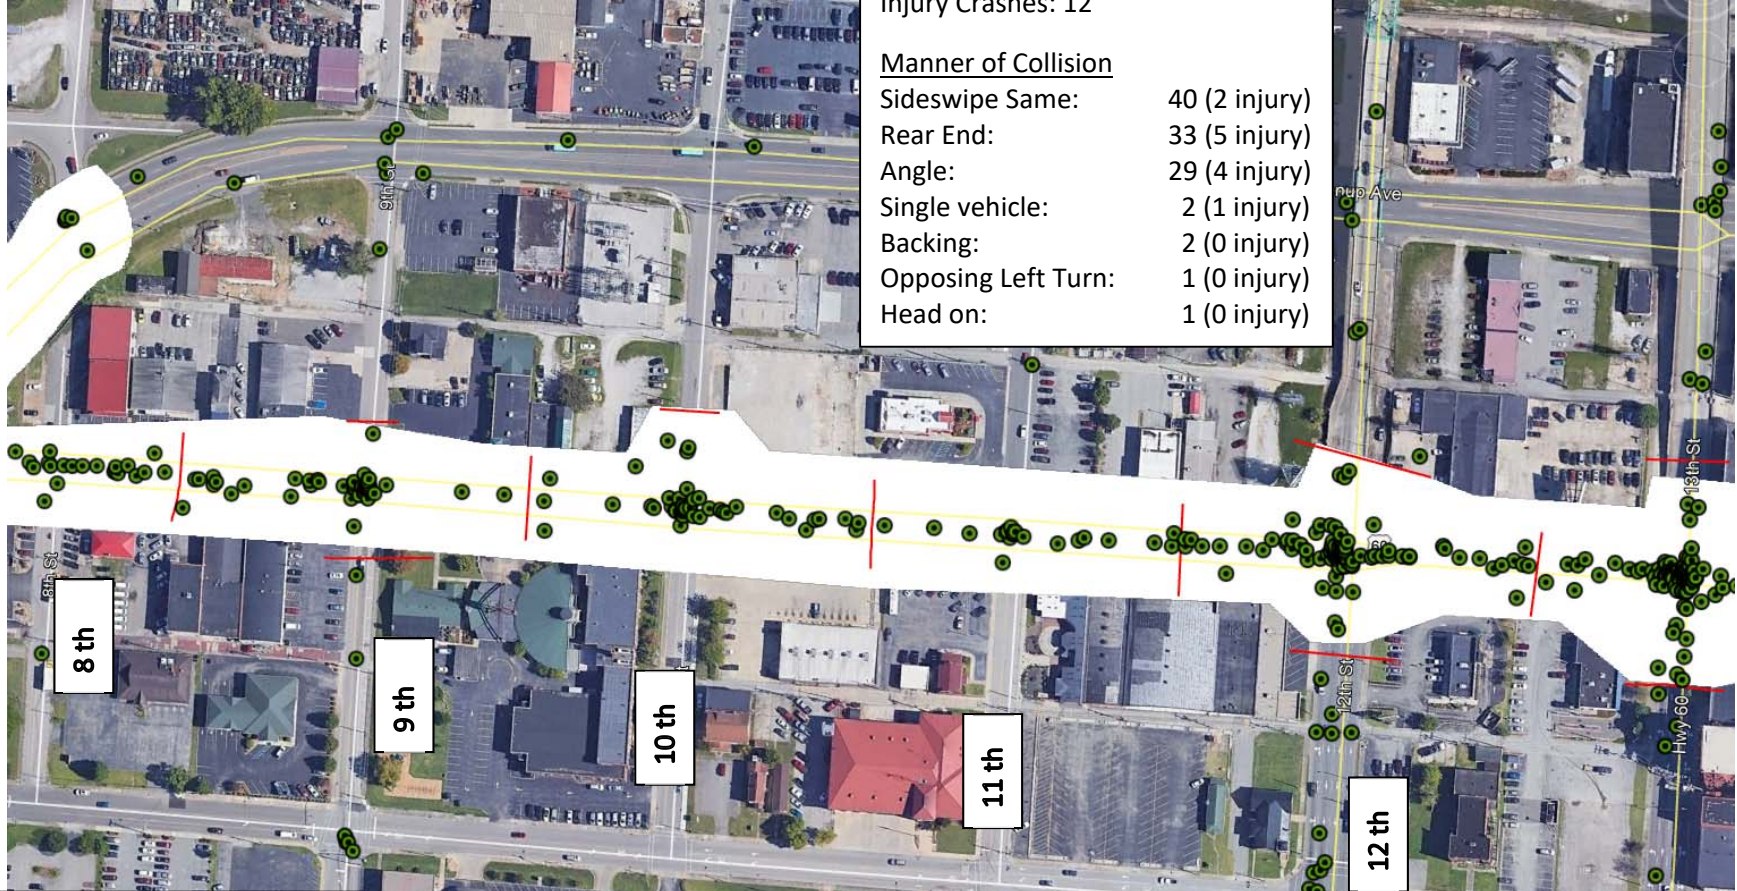 Injury Crashes: 12
Manner of Collision
Sideswipe Same: 40 (2 injury)
Rear End: 33 (5 injury)
Angle: 29 (4 injury)
Single vehicle: 2 (1 injury)
Backing: 2 (0 injury)
Opposing Left Turn: 1 (0 injury)
Head on: 1 (0 injury)
9th St
nup Ave
13th St
60
8th St
8 th
9 th
10 th
11 th
12th St
12 th
Hwy 60